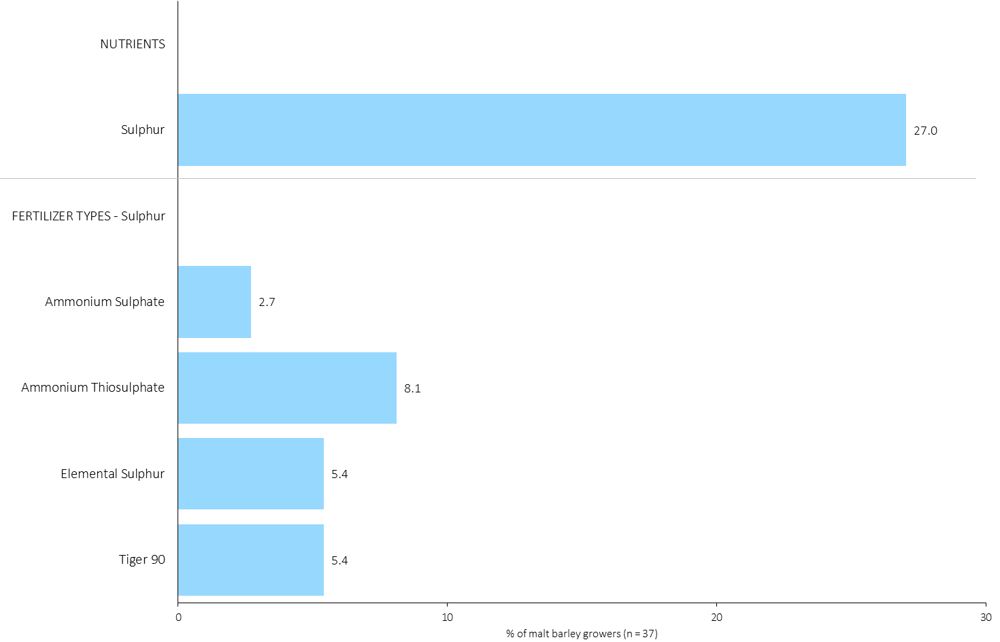 NUTRIENTS
Sulphur
27.0
FERTILIZER TYPES - Sulphur
Ammonium Sulphate
2.7
Ammonium Thiosulphate
8.1
Elemental Sulphur
5.4
Tiger 90
5.4
0 10 20 30
% of malt barley growers (n = 37)